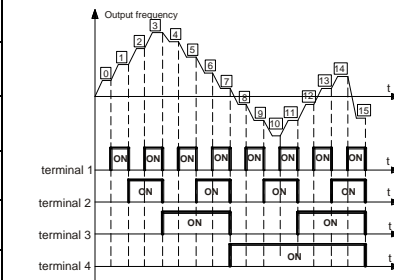 Output frequency
3
2
4
14
1
5
13
0
6
12
7
t
8
11
9
15
10
ON ON ON ON ON ON ON ON
t
terminal 1
ON ON ON ON
t
terminal 2
ON ON
t
terminal 3
ON
t
terminal 4